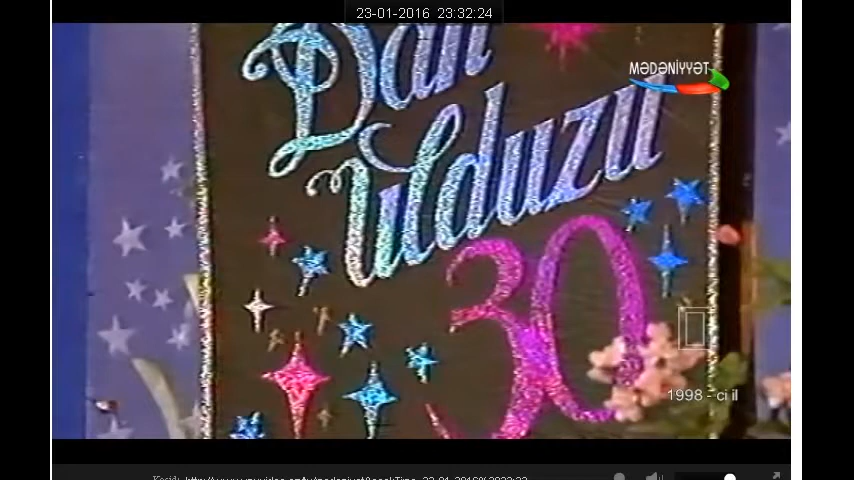 23-01-2016 23:32:24
Dan
MƏDƏNİYYƏT
ulduzu
30
1998 - ci il